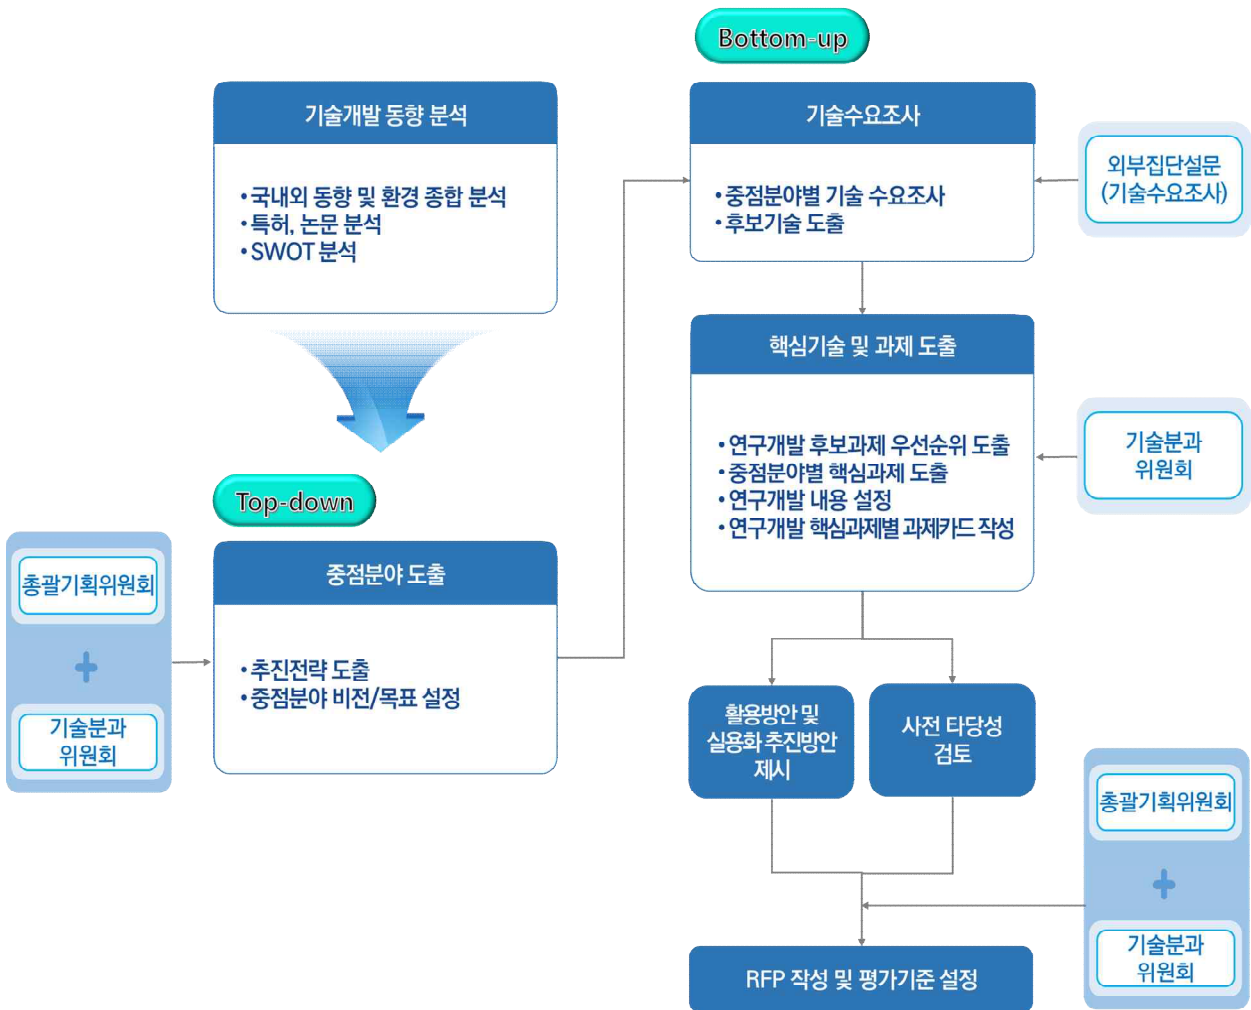 Bottom-up
기술개발 동향 분석
• 국내외 동향 및 환경 종합 분석
• 특허, 논문 분석
• SWOT 분석
기술수요조사
• 중점분야별 기술 수요조사
• 후보기술 도출
외부집단설문
(기술수요조사)
핵심기술 및 과제 도출
• 연구개발 후보과제 우선순위 도출
• 중점분야별 핵심과제 도출
• 연구개발 내용 설정
• 연구개발 핵심과제별 과제카드 작성
기술분과
위원회
Top-down
총괄기획위원회
+
기술분과
위원회
중점분야 도출
• 추진전략 도출
• 중점분야 비전/목표 설정
활용방안 및
실용화 추진방안
제시
사전 타당성
검토
총괄기획위원회
+
기술분과
위원회
RFP 작성 및 평가기준 설정